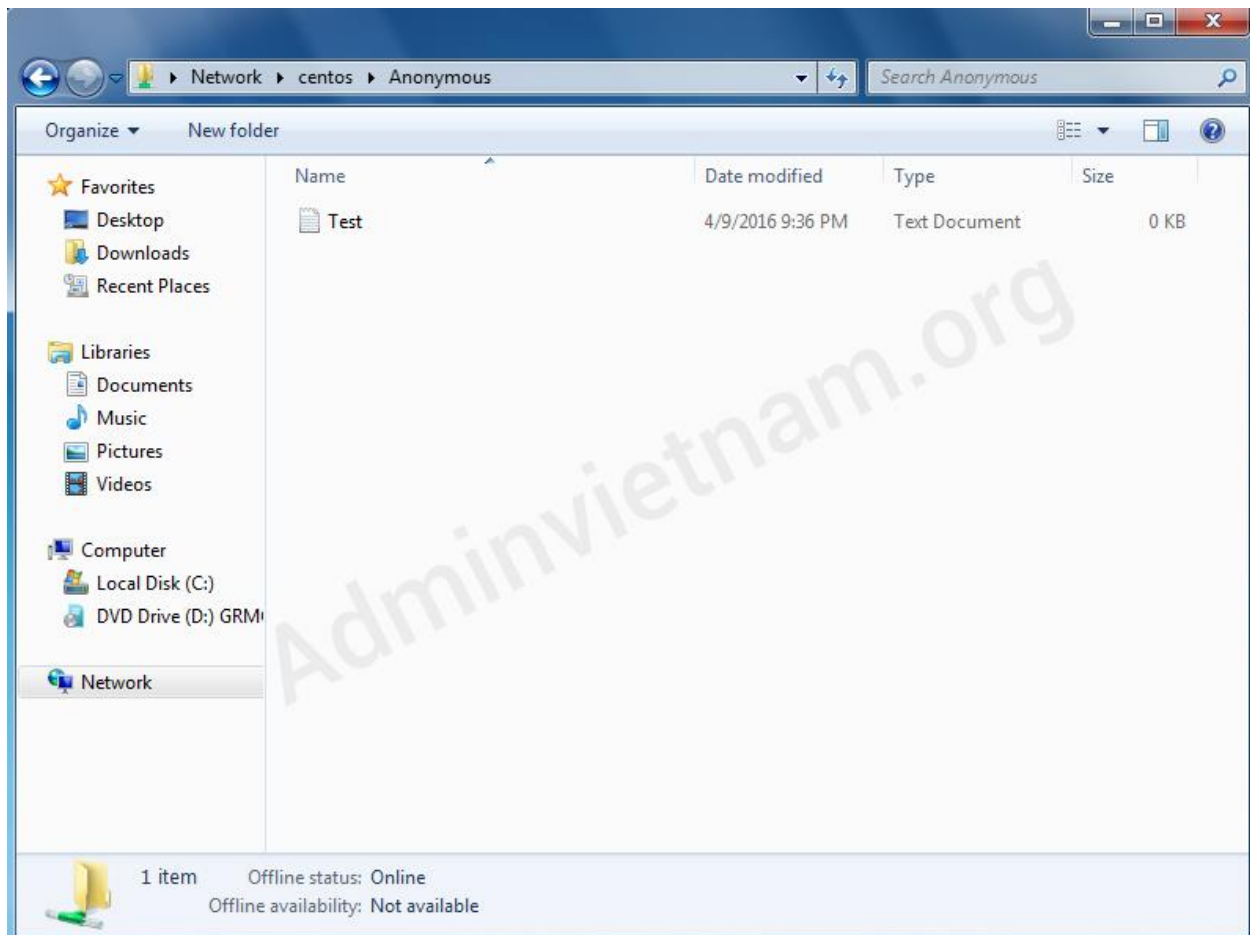 Network ▸ centos ▸ Anonymous
Search Anonymous
Organize
New folder
Name Date modified Type Size
Test 4/9/2016 9:36 PM Text Document 0 KB
Favorites
Desktop
Downloads
Recent Places
Libraries
Documents
Music
Pictures
Videos
Computer
Local Disk (C:)
DVD Drive (D:)
Network
Adminvietnam.org
1 item Offline status: Online
Offline availability: Not available